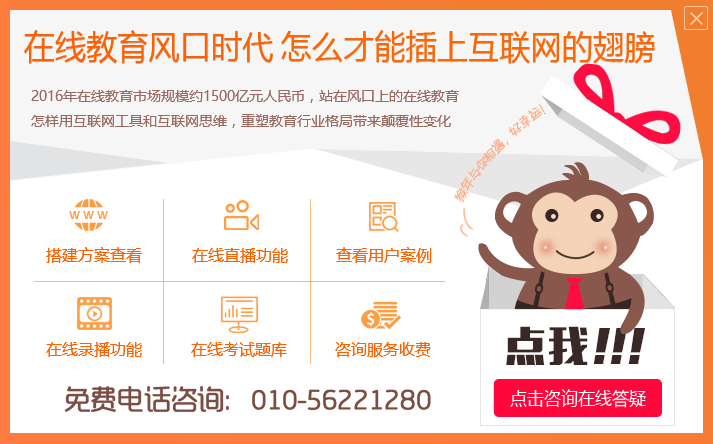 在线教育风口时代 怎么才能插上互联网的翅膀
2016年在线教育市场规模约1500亿元人民币，站在风口上的在线教育
怎样用互联网工具和互联网思维，重塑教育行业格局带来颠覆性变化
猴年与你相遇，好幸运!
WWW
搭建方案查看
在线直播功能
查看用户案例
在线录播功能
在线考试题库
咨询服务收费
点我!!!
点击咨询在线答疑
免费电话咨询: 010-56221280